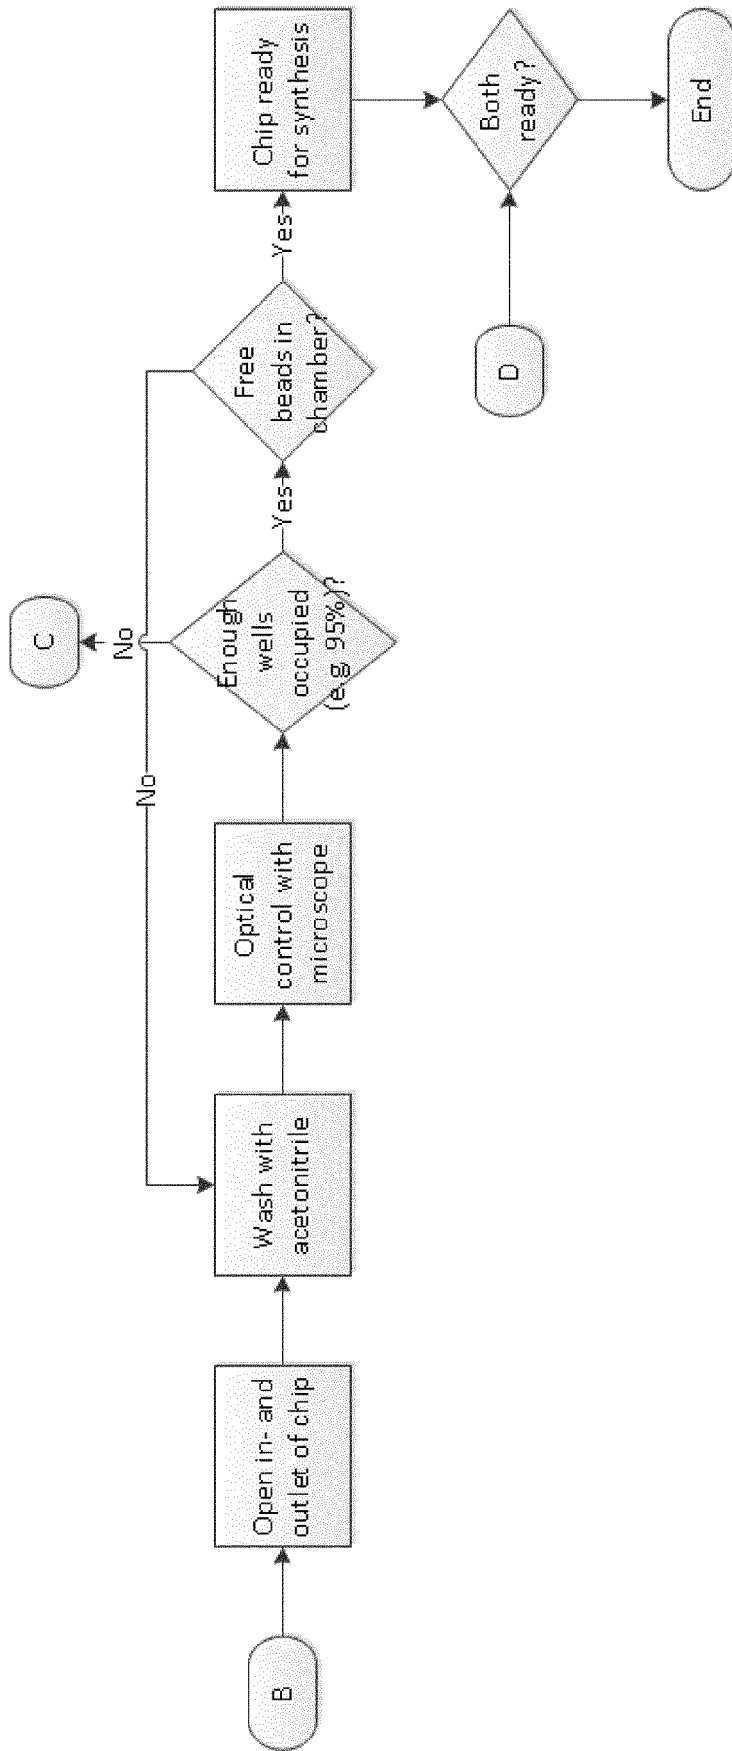 B
Open in- and
outlet of chip
Wash with
acetonitrile
Optical
control with
microscope
Enough
wells
occupied
(e.g 95%)?
No
C
Yes
Free
beads in
chamber?
No
Yes
Chip ready
for synthesis
D
Both
ready?
End